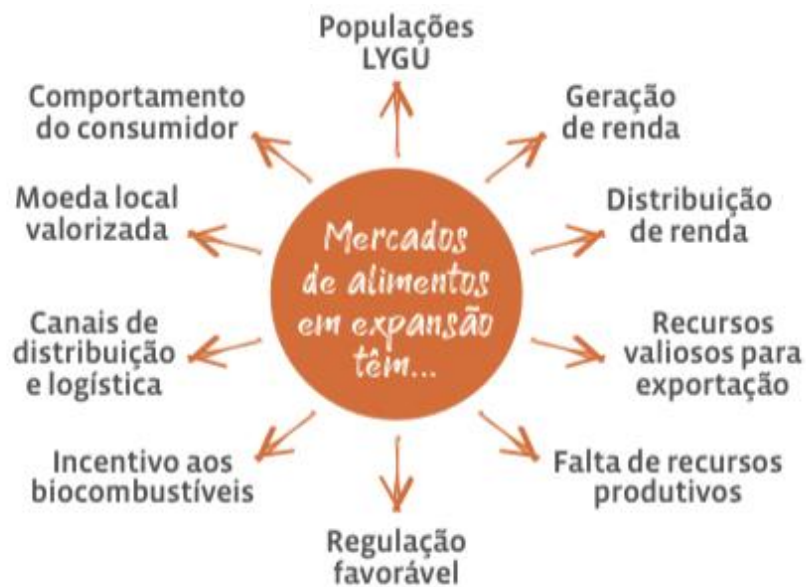 Populações
LYGU
Geração
de renda
Distribuição
de renda
Recursos
valiosos para
exportação
Falta de recursos
produtivos
Regulação
favorável
Incentivo aos
biocombustíveis
Canais de
distribuição
e logística
Moeda local
valorizada
Comportamento
do consumidor
Mercados
de alimentos
em expansão
têm...